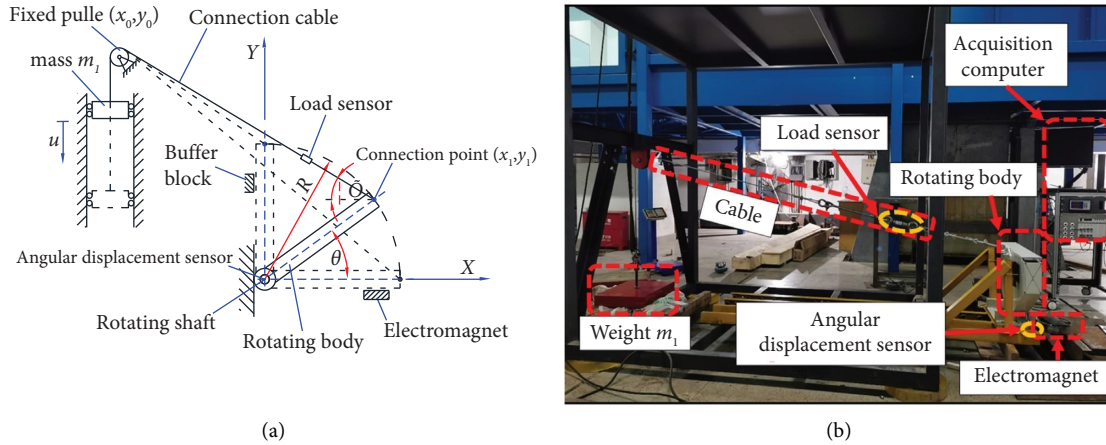 Fixed pulle (x0,y0)
Connection cable
mass m1
Y
Load sensor
Connection point (x1,y1)
u
Buffer
block
R
θ
Angular displacement sensor
X
Rotating shaft
Rotating body
Electromagnet
(a)
Acquisition
computer
Load sensor
Rotating body
Cable
Weight m1
Angular
displacement sensor
Electromagnet
(b)